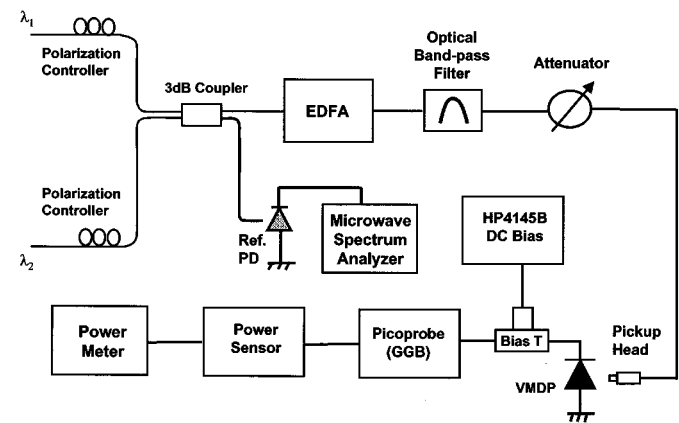 λ1
Polarization
Controller
3dB Coupler
EDFA
Optical
Band-pass
Filter
Attenuator
Polarization
Controller
λ2
Ref.
PD
Microwave
Spectrum
Analyzer
HP4145B
DC Bias
Power
Meter
Power
Sensor
Picoprobe
(GGB)
Bias T
VMDP
Pickup
Head